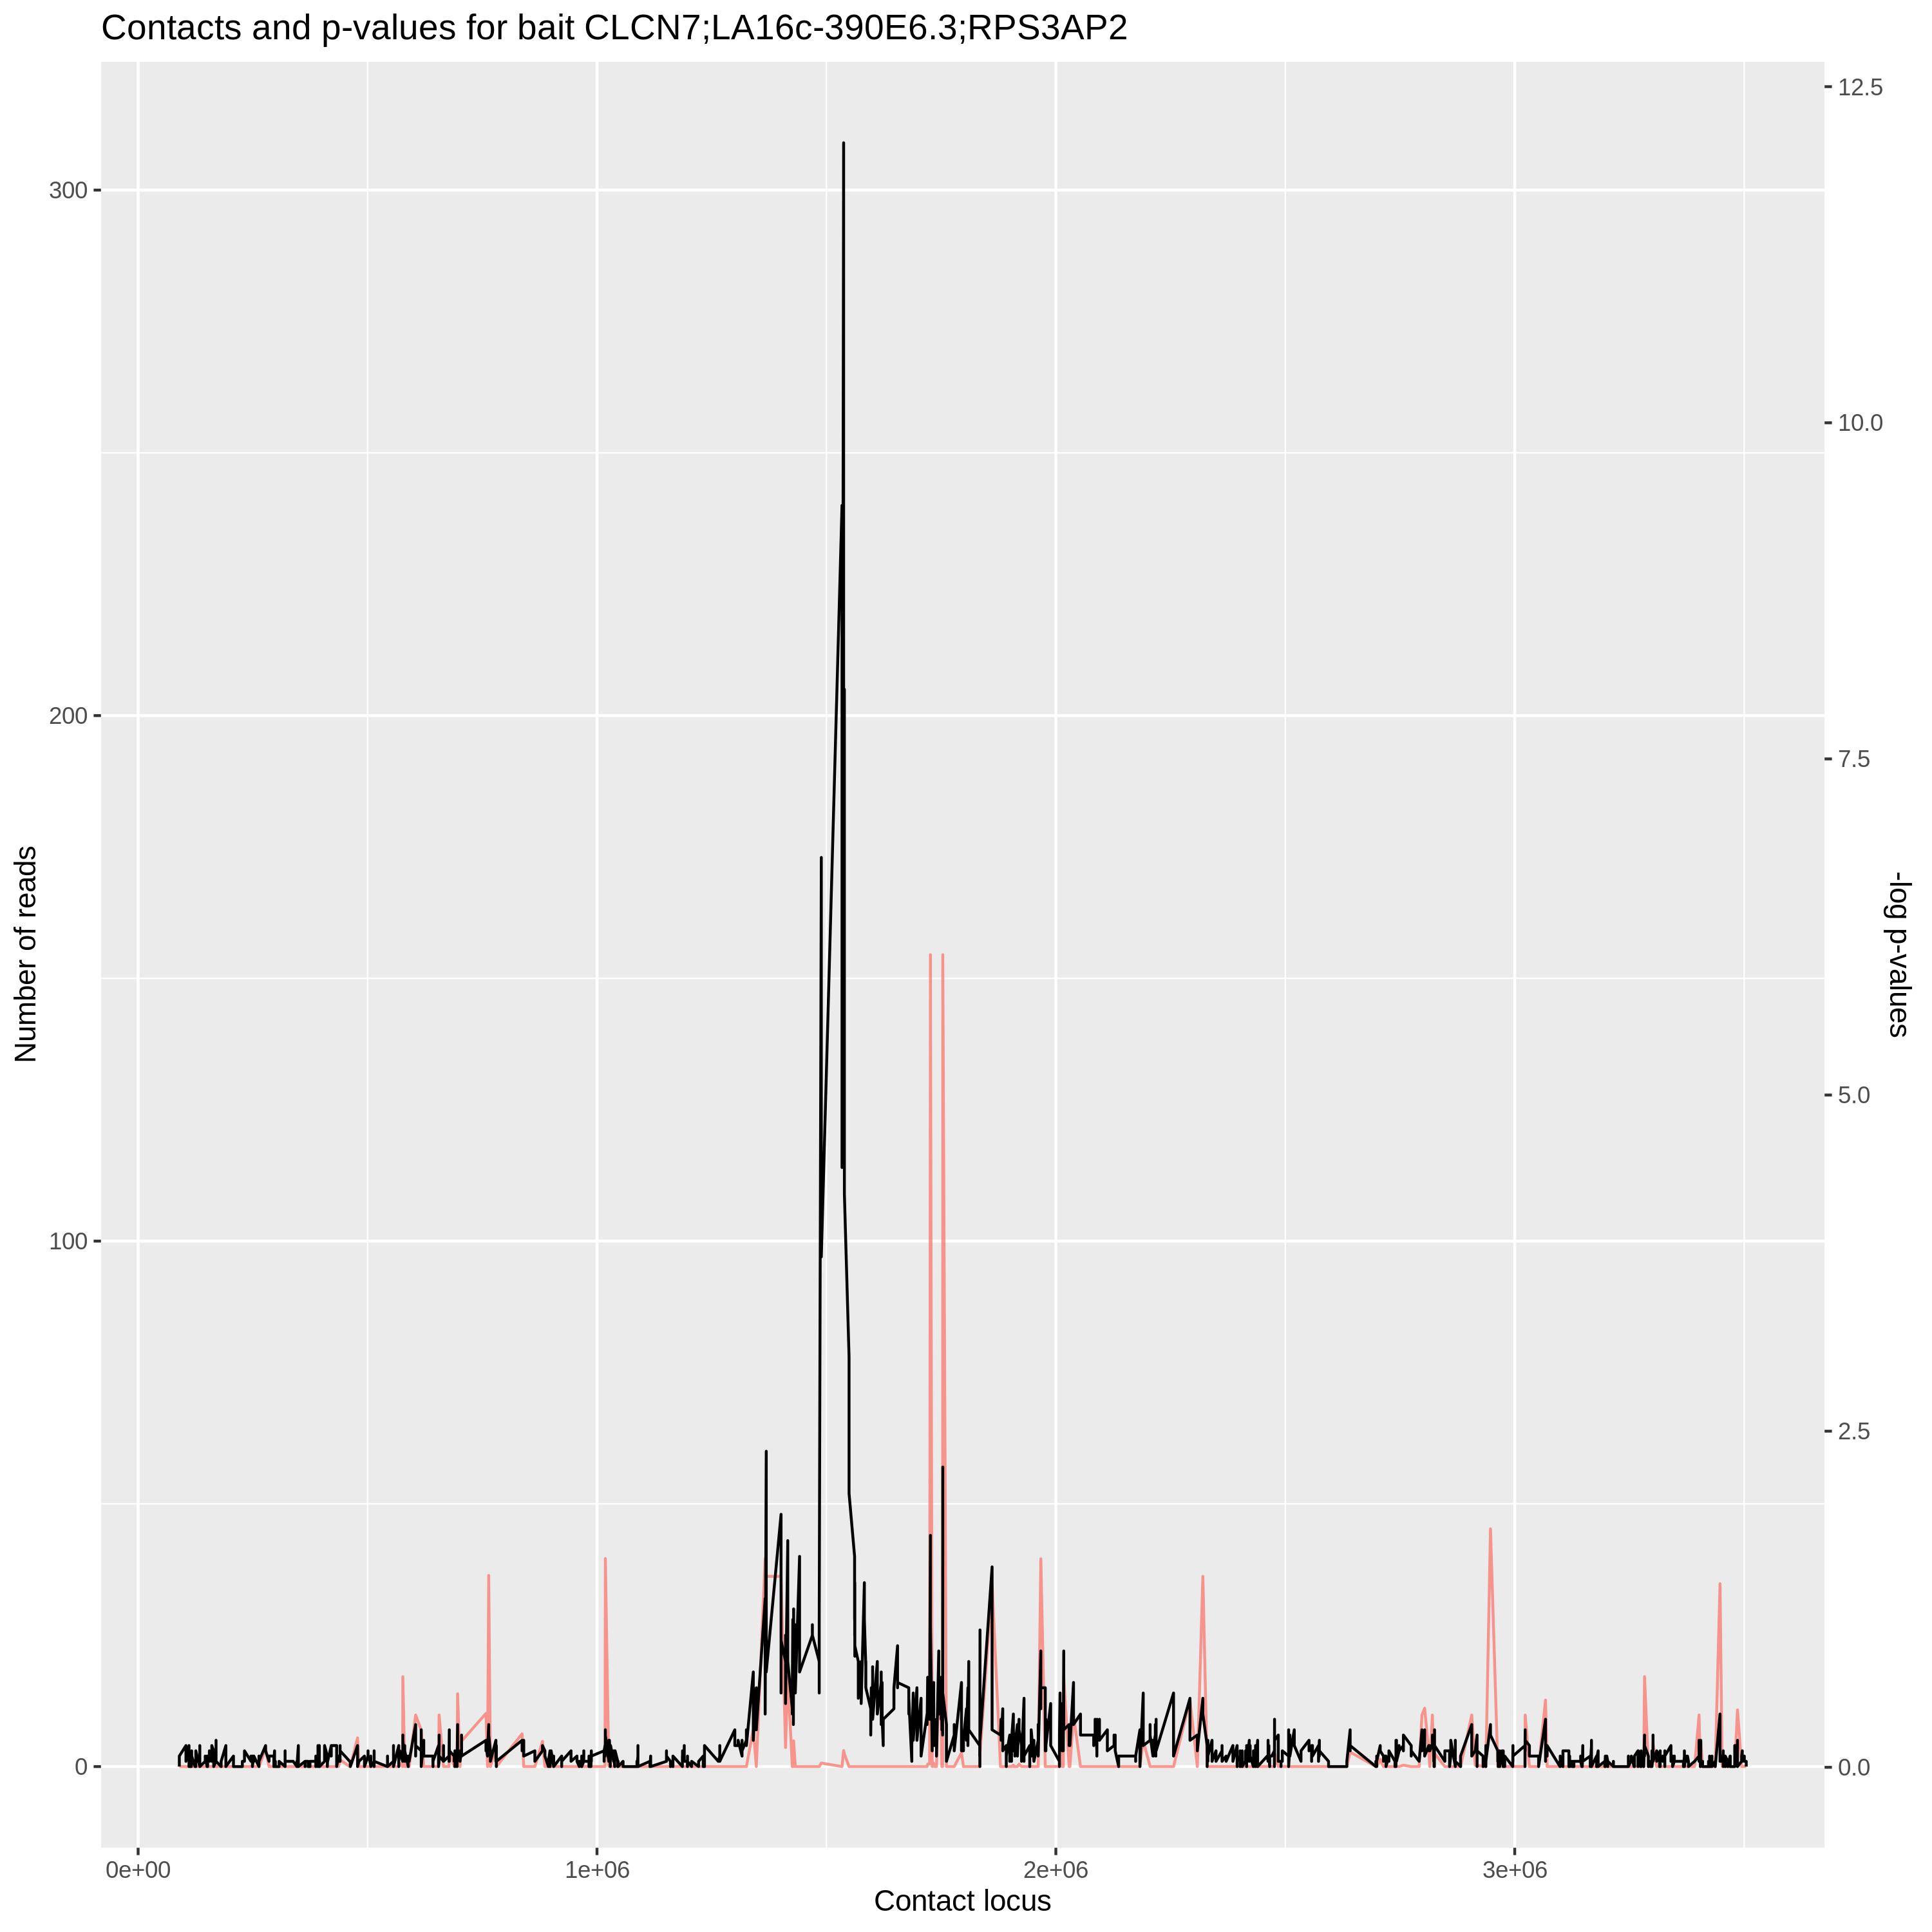 Contacts and p-values for bait CLCN7;LA16c-390E6.3;RPS3AP2
Number of reads
300
200
100
0
12.5
10.0
7.5
5.0
2.5
0.0
-log p-values
0e+00
1e+06
2e+06
3e+06
Contact locus